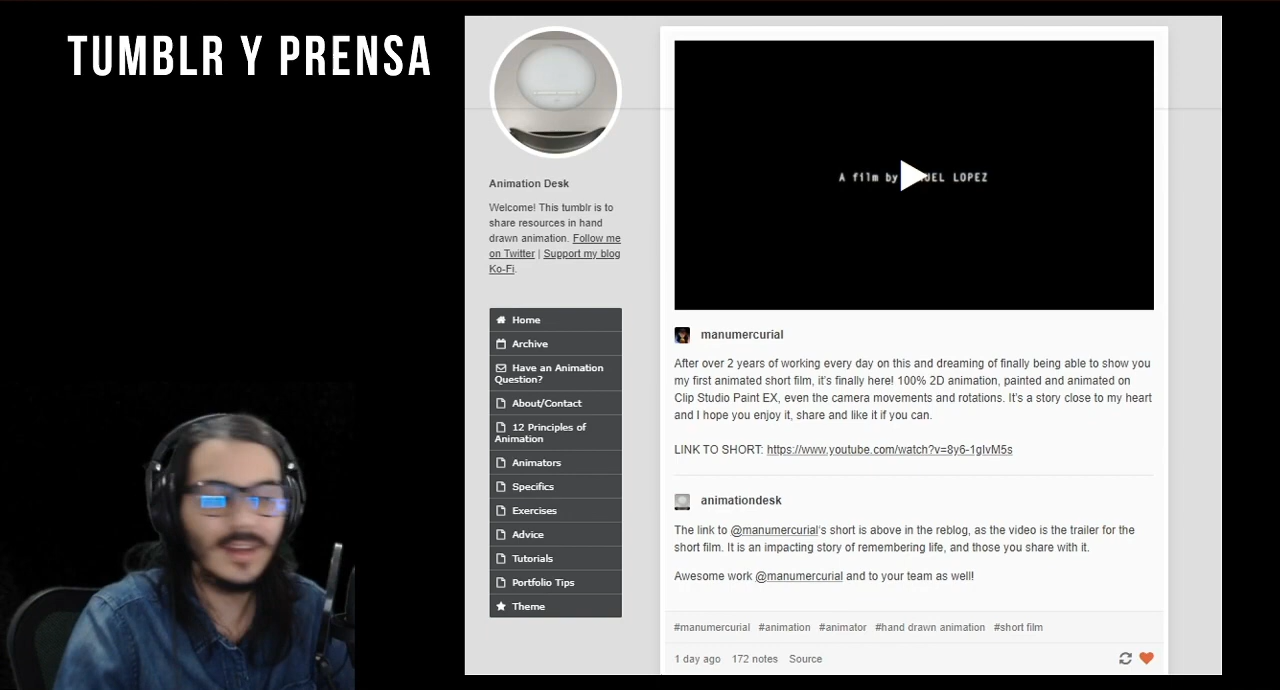 TUMBLR Y PRENSA
Animation Desk
Welcome! This tumblr is to
share resources in hand
drawn animation. Follow me
on Twitter | Support my blog
Ko-Fi.
Home
Archive
Have an Animation
Question?
About/Contact
12 Principles of
Animation
Animators
Specifics
Exercises
Advice
Tutorials
Portfolio Tips
Theme
A film by UEL LOPEZ
manumercurial
After over 2 years of working every day on this and dreaming of finally being able to show you
my first animated short film, it's finally here! 100% 2D animation, painted and animated on
Clip Studio Paint EX, even the camera movements and rotations. It's a story close to my heart
and I hope you enjoy it, share and like it if you can.
LINK TO SHORT: https://www.youtube.com/watch?v=8y6-1gIvM5s
animationdesk
The link to @manumercurial's short is above in the reblog, as the video is the trailer for the
short film. It is an impacting story of remembering life, and those you share with it.
Awesome work @manumercurial and to your team as well!
#manumercurial #animation #animator #hand drawn animation #short film
1 day ago 172 notes Source